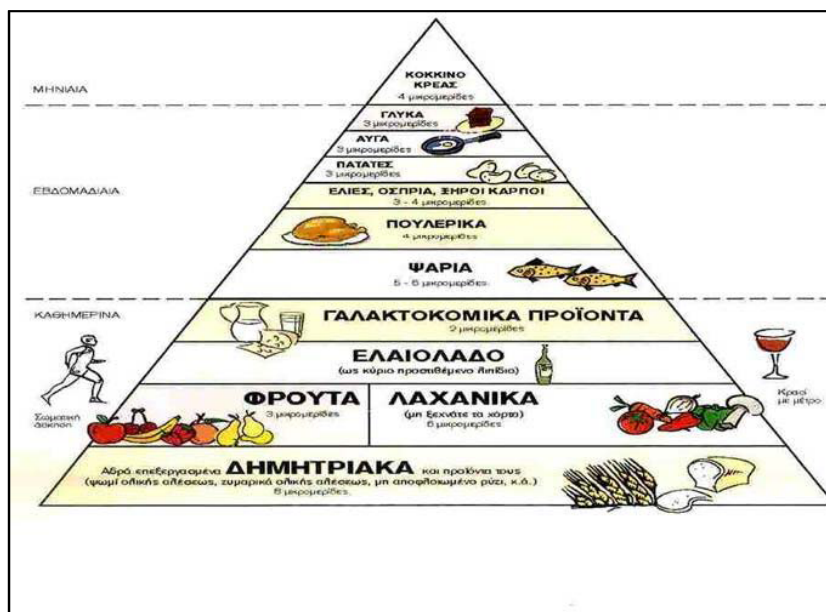 ΜΗΝΙΑΙΑ
ΚΟΚΚΙΝΟ
ΚΡΕΑΣ
4 μικρομερίδες
ΓΛΥΚΑ
3 μικρομερίδες
ΑΥΓΑ
3 μικρομερίδες
ΠΑΤΑΤΕΣ
3 μικρομερίδες
ΕΒΔΟΜΑΔΙΑΙΑ
ΕΛΙΕΣ, ΟΣΠΡΙΑ, ΞΗΡΟΙ ΚΑΡΠΟΙ
3 - 4 μικρομερίδες
ΠΟΥΛΕΡΙΚΑ
4 μικρομερίδες
ΨΑΡΙΑ
5 - 6 μικρομερίδες
ΚΑΘΗΜΕΡΙΝΑ
ΓΑΛΑΚΤΟΚΟΜΙΚΑ ΠΡΟΪΟΝΤΑ
2 μικρομερίδες
ΕΛΑΙΟΛΑΔΟ
(ως κύριο προστιθέμενο λιπίδιο)
Σωματική
άσκηση
ΦΡΟΥΤΑ
3 μικρομερίδες
ΛΑΧΑΝΙΚΑ
(μη ξεχνάτε τα χόρτα)
6 μικρομερίδες
Κρασί
με μέτρο
Αδρά επεξεργασμένα ΔΗΜΗΤΡΙΑΚΑ και προϊόντα τους
(ψωμί ολικής αλέσεως, ζυμαρικά ολικής αλέσεως, μη αποφλοιωμένο ρύζι, κ.ά.)
8 μικρομερίδες